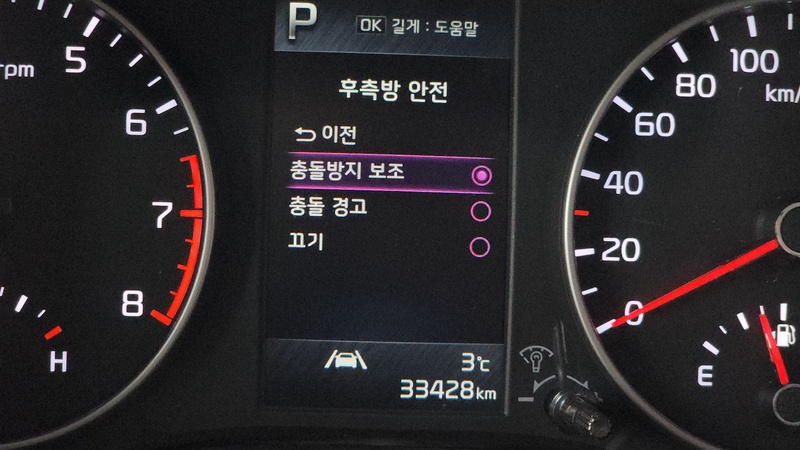 P
OK 길게 : 도움말
후측방 안전
이전
충돌방지 보조
충돌 경고
끄기
3℃
33428km
rpm
5
6
7
8
H
100
80
km/
60
40
20
0
E